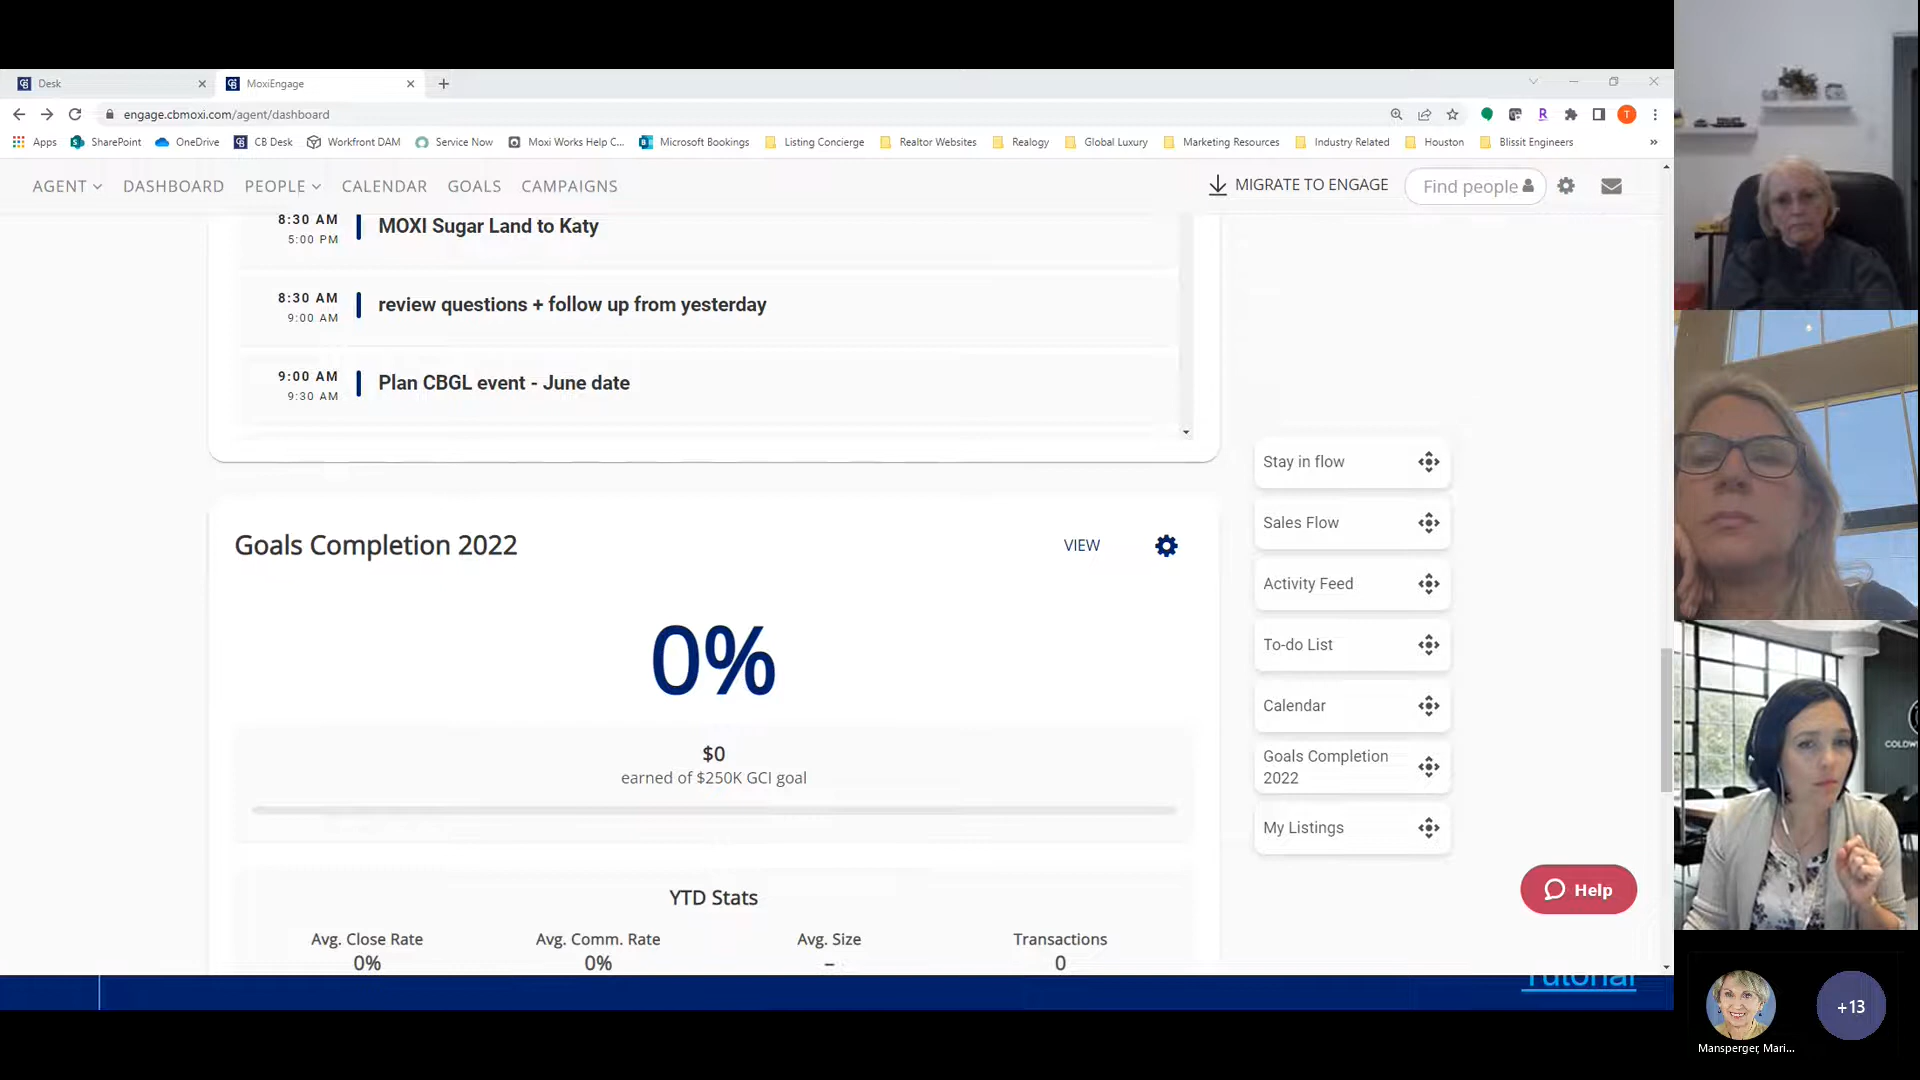 Desk
MoxiEngage
engage.cbmoxi.com/agent/dashboard
R
T
Apps
SharePoint
OneDrive
CB Desk
Workfront DAM
Service Now
Moxi Works Help C...
Microsoft Bookings
Listing Concierge
Realtor Websites
Realogy
Global Luxury
Marketing Resources
Industry Related
Houston
Blissit Engineers
»
AGENT
DASHBOARD
PEOPLE
CALENDAR
GOALS
CAMPAIGNS
MIGRATE TO ENGAGE
Find people
8:30 AM
5:00 PM
MOXI Sugar Land to Katy
8:30 AM
9:00 AM
review questions + follow up from yesterday
9:00 AM
9:30 AM
Plan CBGL event - June date
Goals Completion 2022
VIEW
0%
$0
earned of $250K GCI goal
YTD Stats
Avg. Close Rate
0%
Avg. Comm. Rate
0%
Avg. Size
–
Transactions
0
Stay in flow
Sales Flow
Activity Feed
To-do List
Calendar
Goals Completion
2022
My Listings
Help
Tutorial
COLDW
Mansperger, Mari...
+13